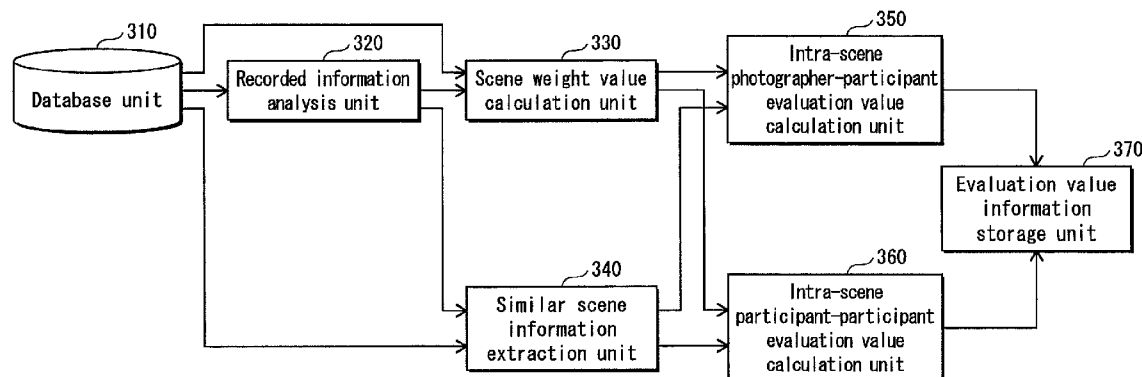 310
Database unit
320
Recorded information
analysis unit
330
Scene weight value
calculation unit
340
Similar scene
information
extraction unit
350
Intra-scene
photographer-participant
evaluation value
calculation unit
360
Intra-scene
participant-participant
evaluation value
calculation unit
370
Evaluation value
information
storage unit